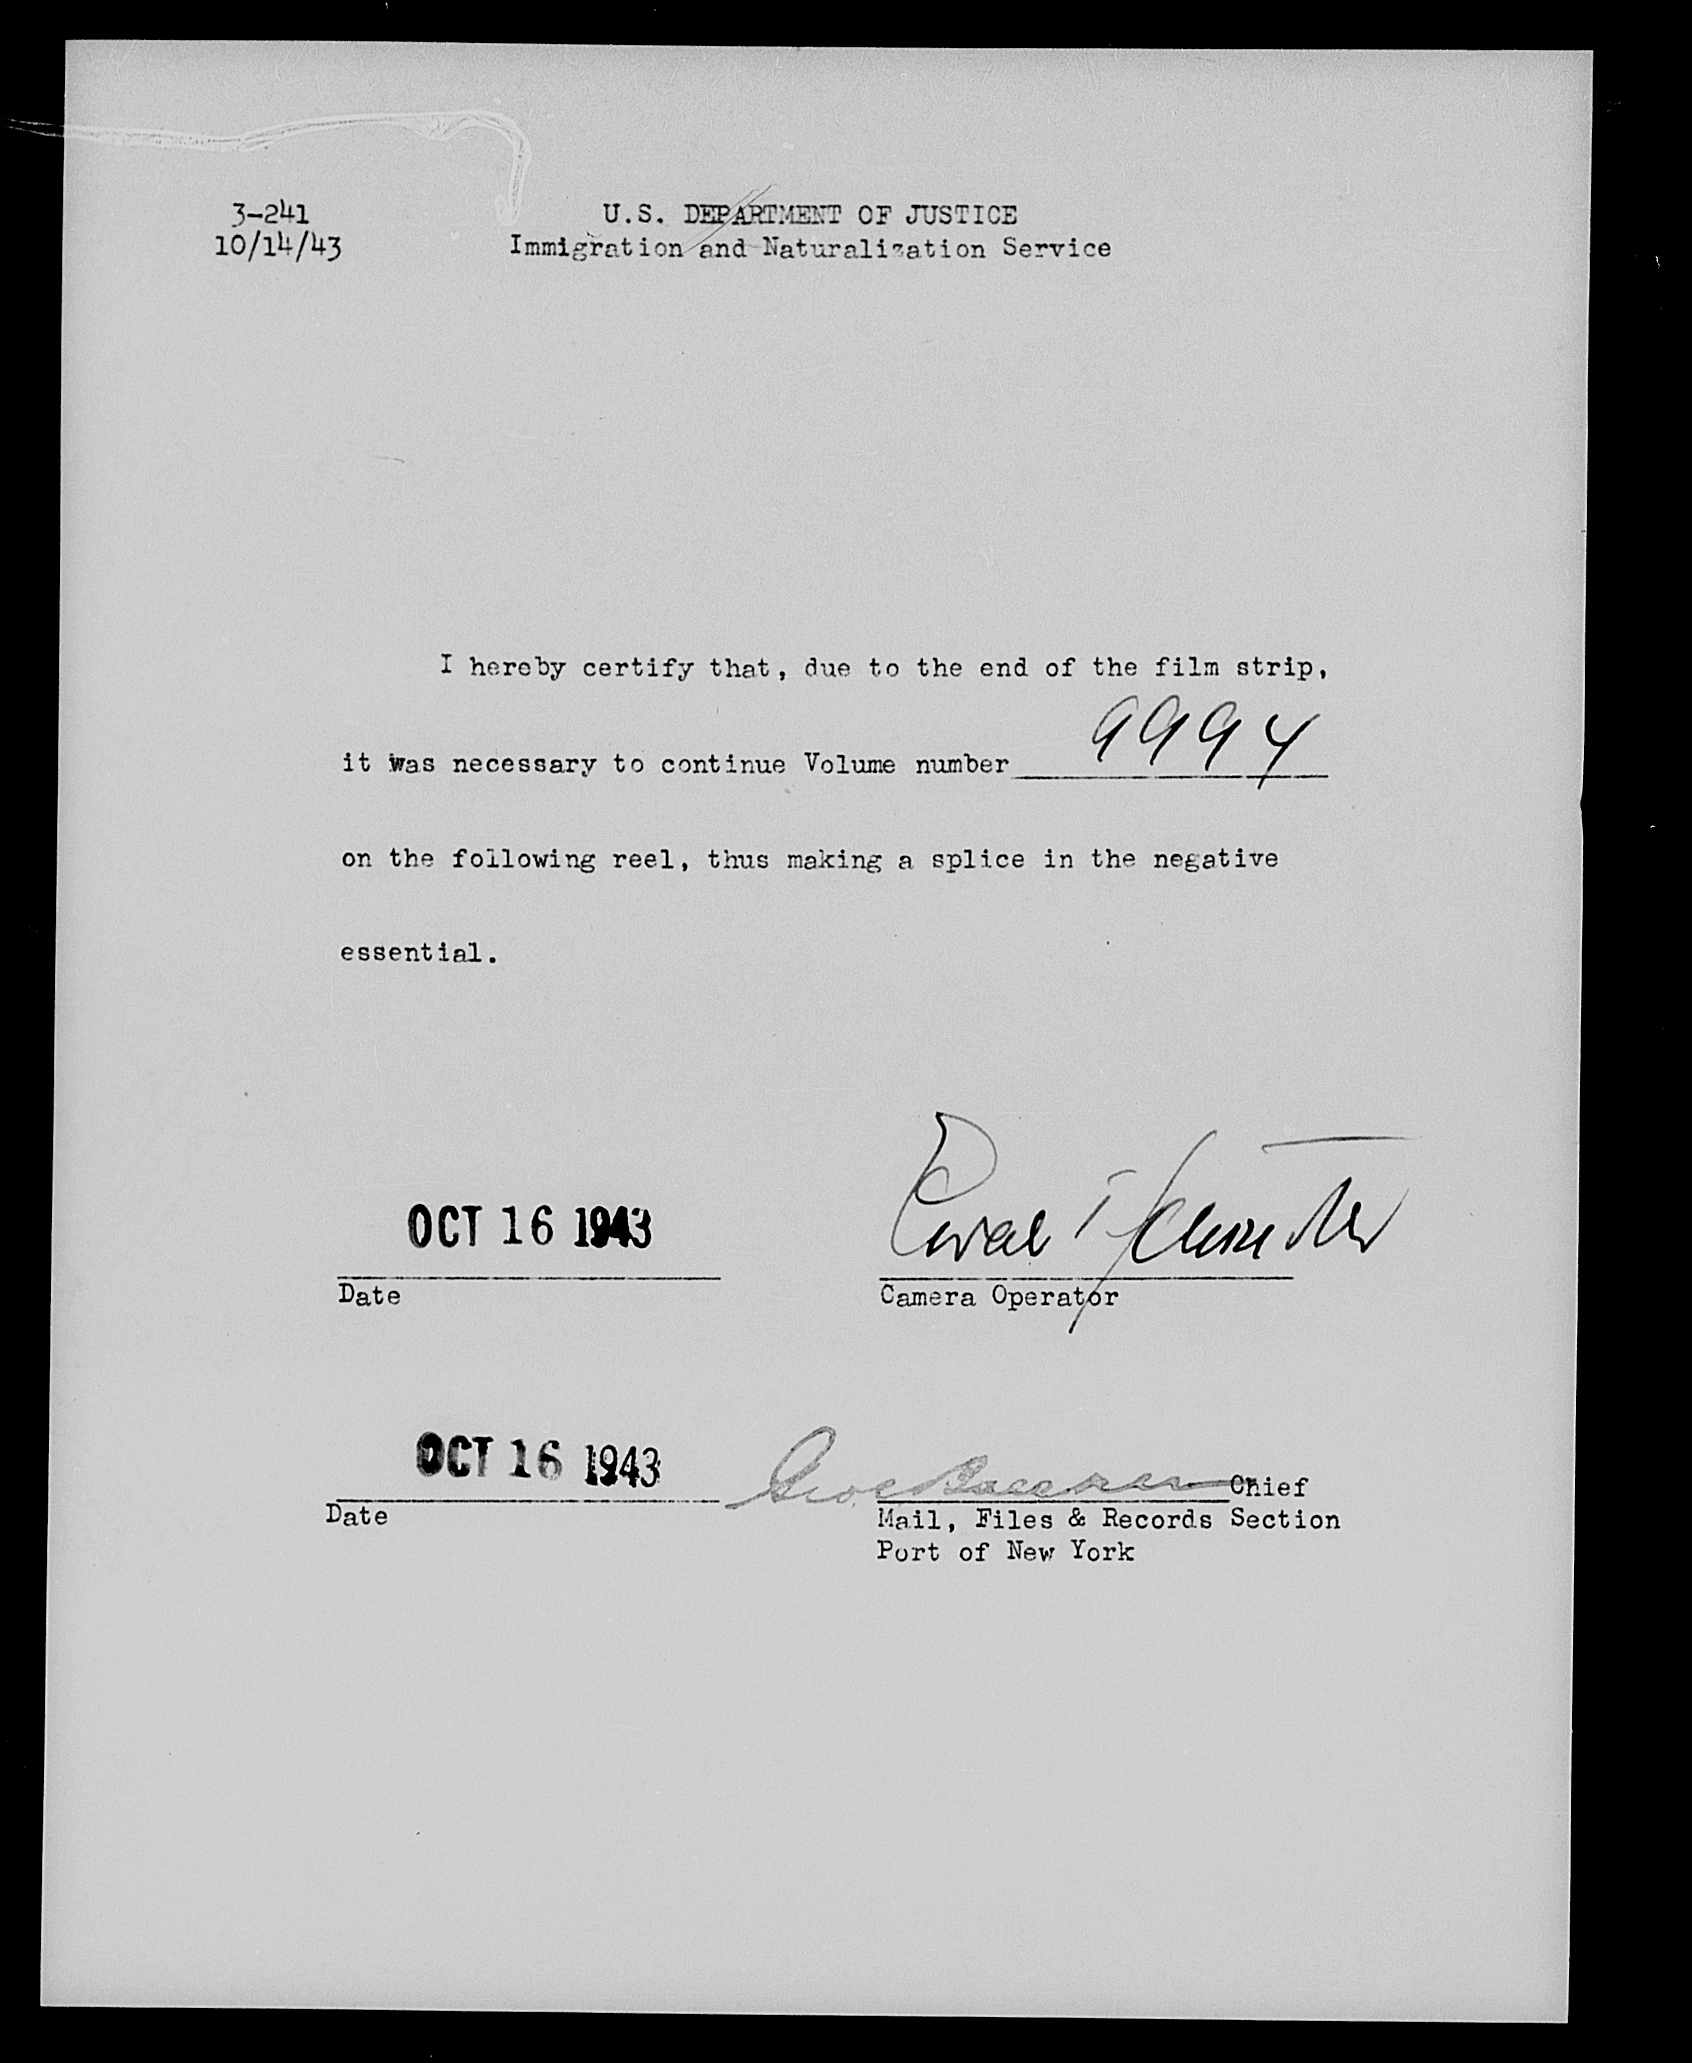 3-241
10/14/43
U.S. DEPARTMENT OF JUSTICE
Immigration and Naturalization Service
I hereby certify that, due to the end of the film strip,
it was necessary to continue Volume number 9994
on the following reel, thus making a splice in the negative
essential.
OCT 16 1943
Date
Camera Operator
OCT 16 1943
Date
Chief
Mail, Files & Records Section
Port of New York